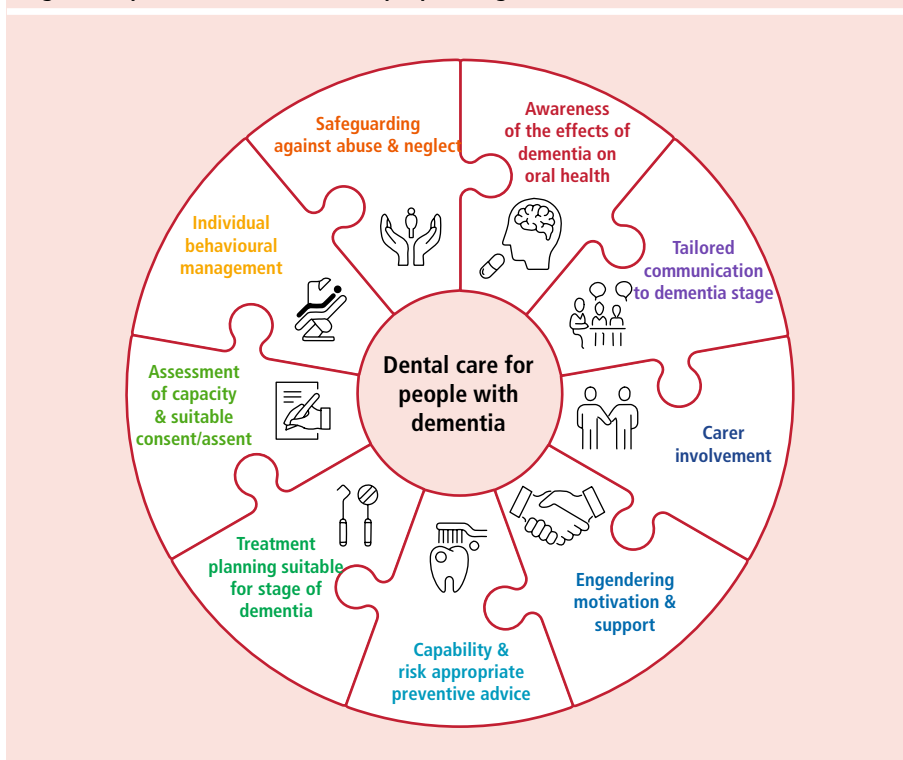 Dental care for
people with
dementia
Awareness
of the effects of
dementia on
oral health
Tailored
communication
to dementia stage
Carer
involvement
Engendering
motivation &
support
Capability &
risk appropriate
preventive advice
Treatment
planning suitable
for stage of
dementia
Assessment
of capacity
& suitable
consent/assent
Individual
behavioural
management
Safeguarding
against abuse & neglect